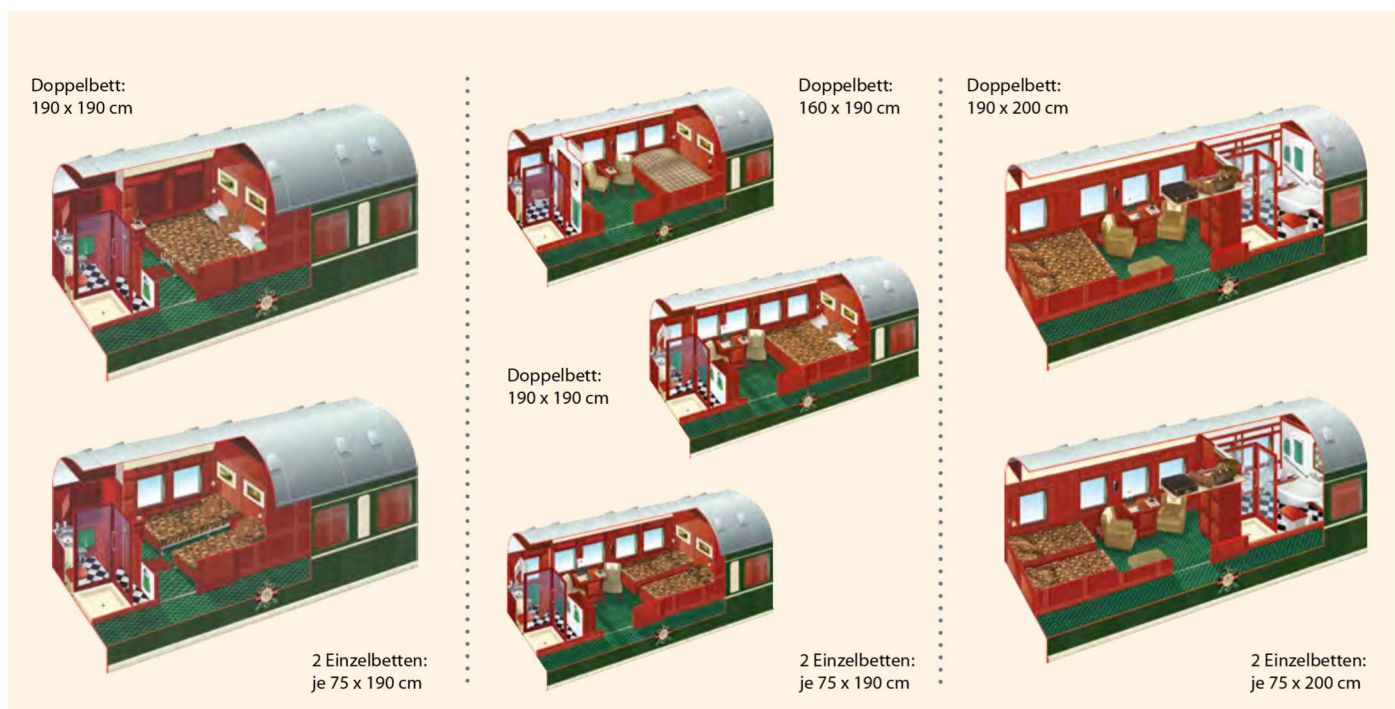 Doppelbett:
190 x 190 cm
2 Einzelbetten:
je 75 x 190 cm
Doppelbett:
160 x 190 cm
Doppelbett:
190 x 190 cm
2 Einzelbetten:
je 75 x 190 cm
Doppelbett:
190 x 200 cm
2 Einzelbetten:
je 75 x 200 cm